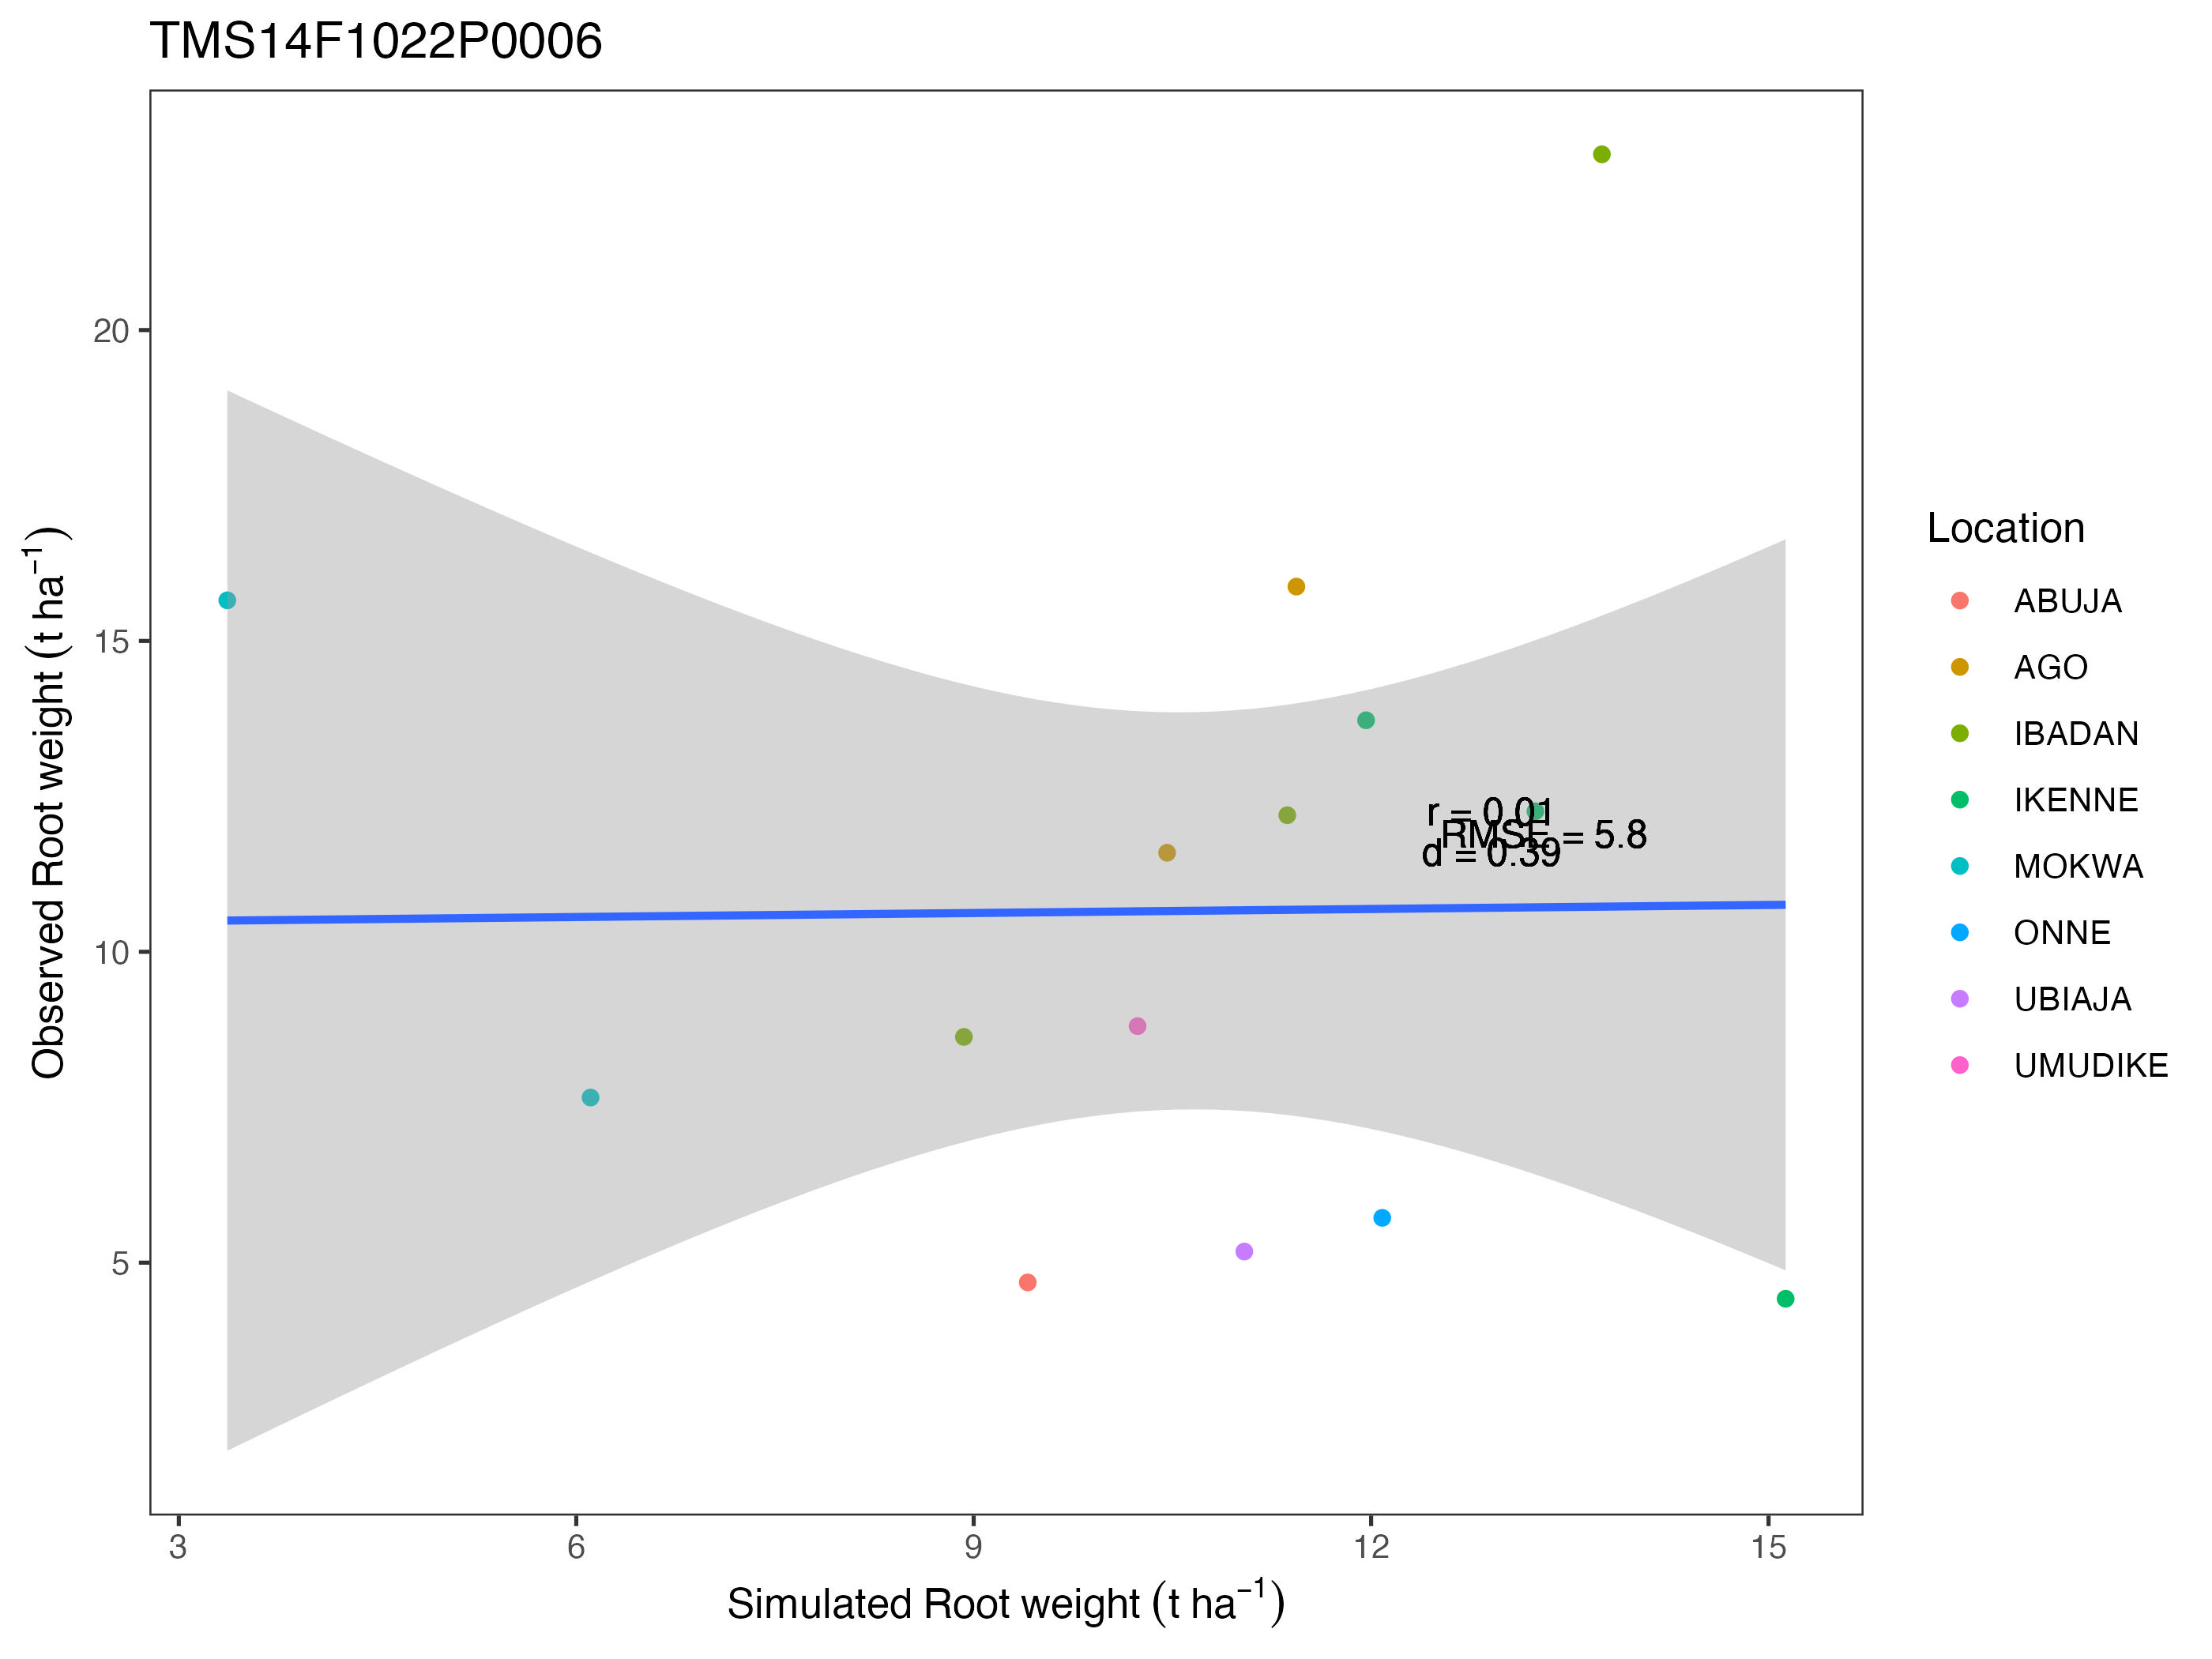 TMS14F1022P0006
Observed Root weight (t ha⁻¹)
20
15
10
5
r = 0.01
RMSE = 5.8
d = 0.39
3 6 9 12 15
Simulated Root weight (t ha⁻¹)
Location
ABUJA
AGO
IBADAN
IKENNE
MOKWA
ONNE
UBIAJA
UMUDIKE